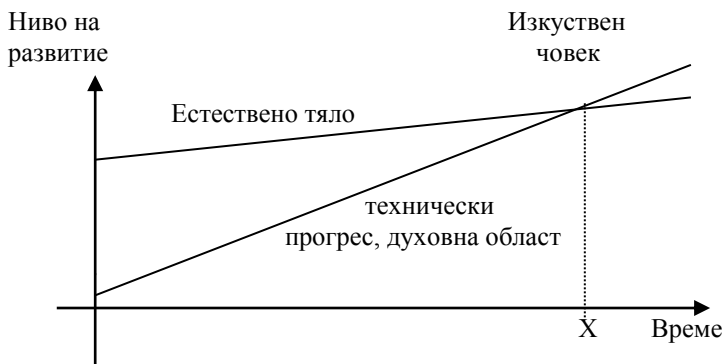 Ниво на
развитие
Изкуствен
човек
Естествено тяло
технически
прогрес, духовна област
X
Време